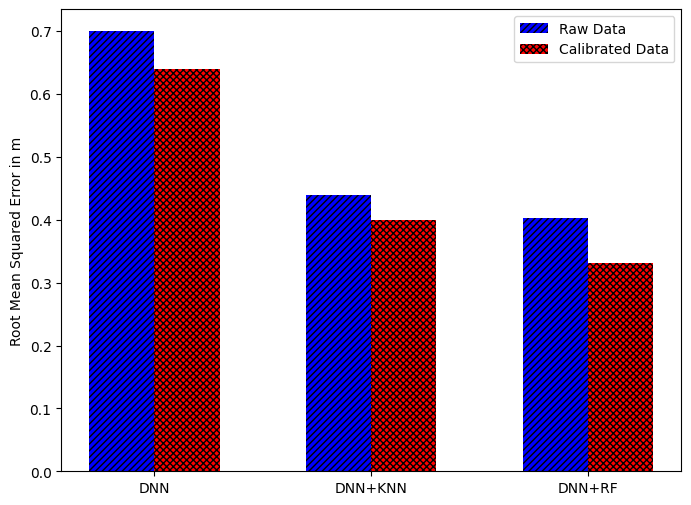 Root Mean Squared Error in m
0.7
0.6
0.5
0.4
0.3
0.2
0.1
0.0
DNN
DNN+KNN
DNN+RF
Raw Data
Calibrated Data